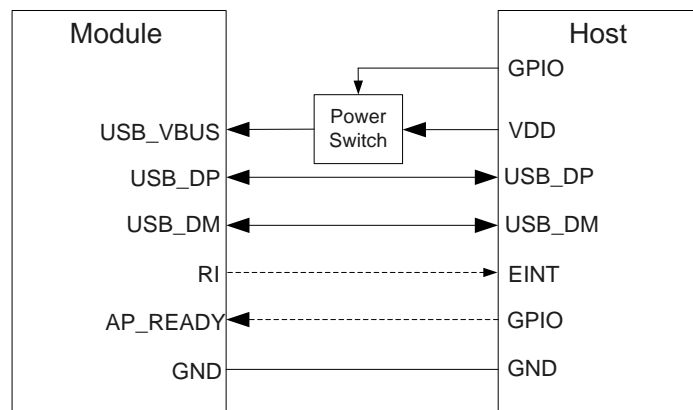 Module
Host
GPIO
Power
Switch
USB_VBUS
VDD
USB_DP
USB_DP
USB_DM
USB_DM
RI
EINT
AP_READY
GPIO
GND
GND